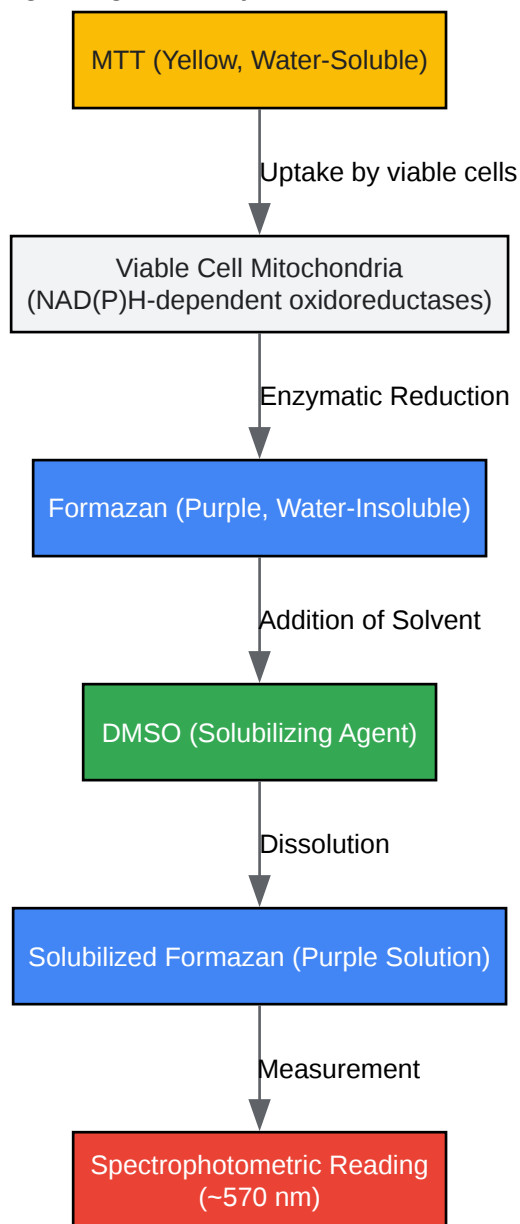 MTT (Yellow, Water-Soluble)
Uptake by viable cells
Viable Cell Mitochondria
(NAD(P)H-dependent oxidoreductases)
Enzymatic Reduction
Formazan (Purple, Water-Insoluble)
Addition of Solvent
DMSO (Solubilizing Agent)
Dissolution
Solubilized Formazan (Purple Solution)
Measurement
Spectrophotometric Reading
(~570 nm)